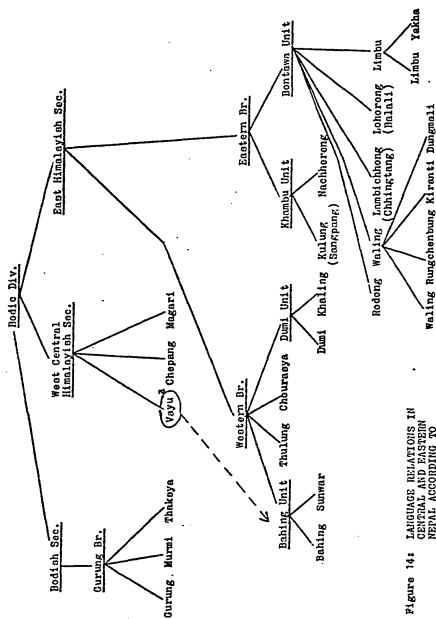 Bodic Div.
Bodish Sec.
West Central
Himalayish Sec.
East Himalayish Sec.
Gurung Br.
Gurung Murmi Thaksya
Vayu a Chepang Magari
Western Br.
Eastern Br.
Bahing Unit
Thulung Chourasya
Dumi Unit
Khambu Unit
Bontawa Unit
Bahing Sunwar
Dumi Khaling
Kulung
(Sangpang)
Nachhereng
Rodong Waling Lambichhong
(Chhingtang)
Lohorong
(Balali)
Limbu
Limbu Yakha
Waling Rungchenbung Kiranti Dungmali
Figure 14: LANGUAGE RELATIONS IN
CENTRAL AND EASTERN
NEPAL ACCORDING TO